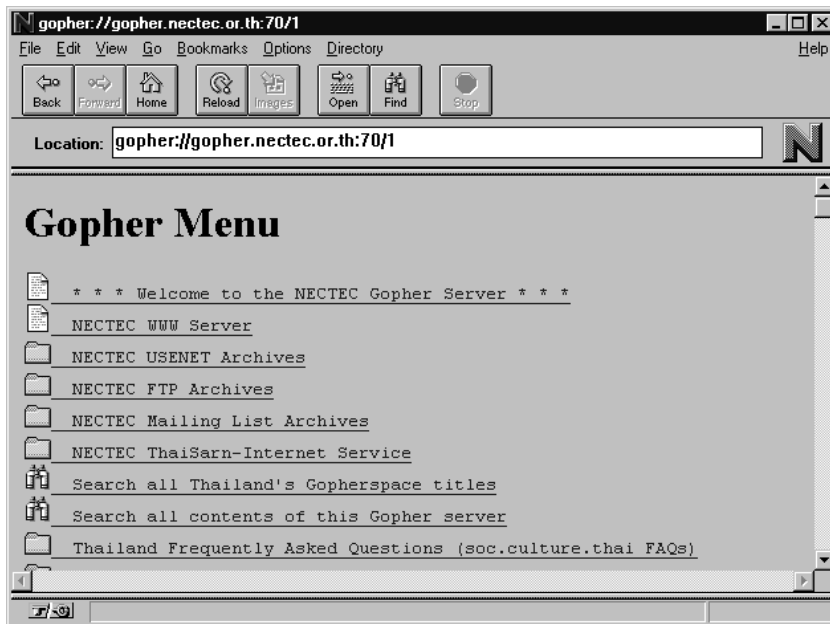 gopher://gopher.nectec.or.th:70/1
File Edit View Go Bookmarks Options Directory Help
Back Forward Home Reload Images Open Find Stop
Location: gopher://gopher.nectec.or.th:70/1
N
Gopher Menu
* * * Welcome to the NECTEC Gopher Server * * *
NECTEC WWW Server
NECTEC USENET Archives
NECTEC FTP Archives
NECTEC Mailing List Archives
NECTEC ThaiSarn-Internet Service
Search all Thailand's Gopherspace titles
Search all contents of this Gopher server
Thailand Frequently Asked Questions (soc.culture.thai FAQs)